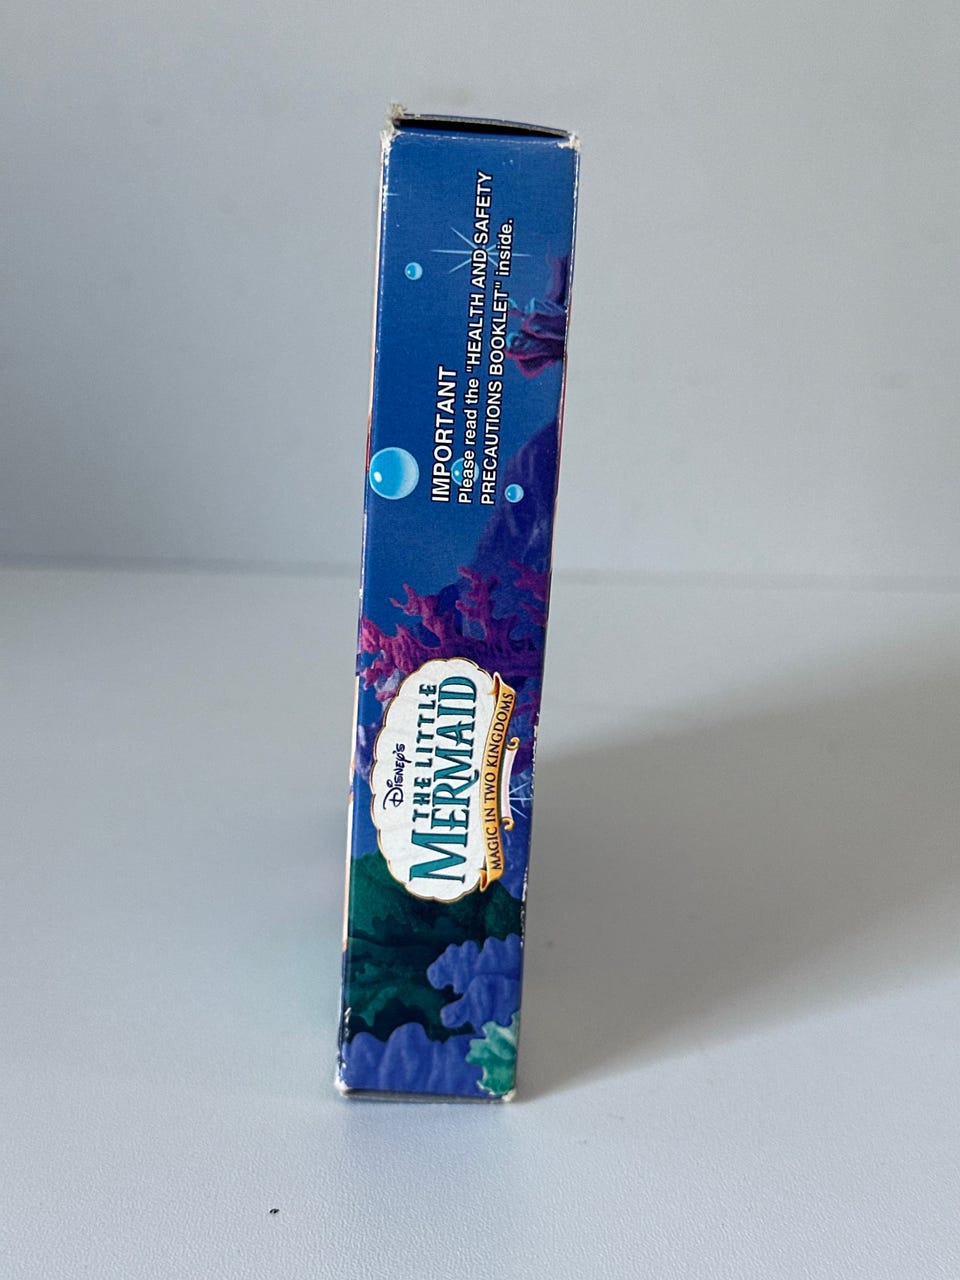 IMPORTANT
Please read the "HEALTH AND SAFETY
PRECAUTIONS BOOKLET" inside.
DISNEY'S
THE LITTLE
MERMAID
MAGIC IN TWO KINGDOMS